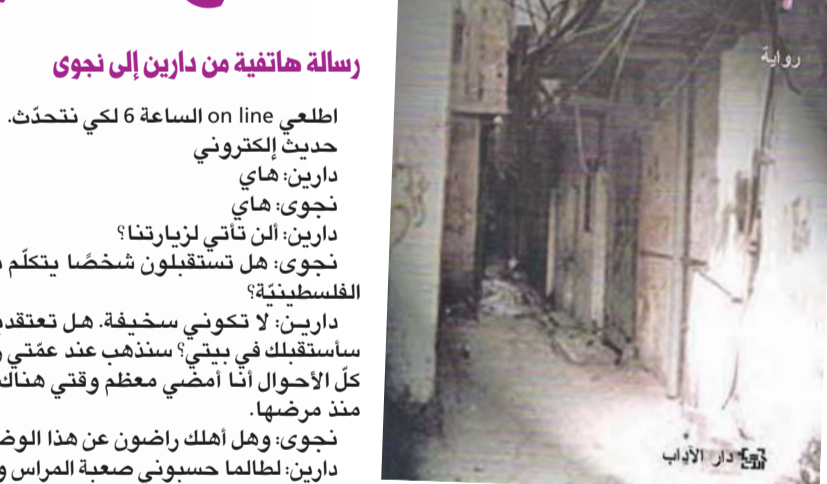 رسالة هاتفية من دارين إلى نجوى
اطلعي on line الساعة 6 لكي نتحدّث.
حديث إلكتروني
دارين: هاي
نجوى: هاي
دارين: ألن تأتي لزيارتنا؟
نجوى: هل تستقبلون شخصًا يتكلّم
الفلسطينيّة؟
دارين: لا تكوني سخيفة. هل
سأستقبلك في بيتي؟ سنذهب عند عمّتي
كلّ الأحوال أنا أمضي معظم وقتي هناك
منذ مرضها.
نجوى: وهل أهلك راضون عن هذا
دارين: لطالما حسبوني صعبة المراس
رواية
دار الآداب